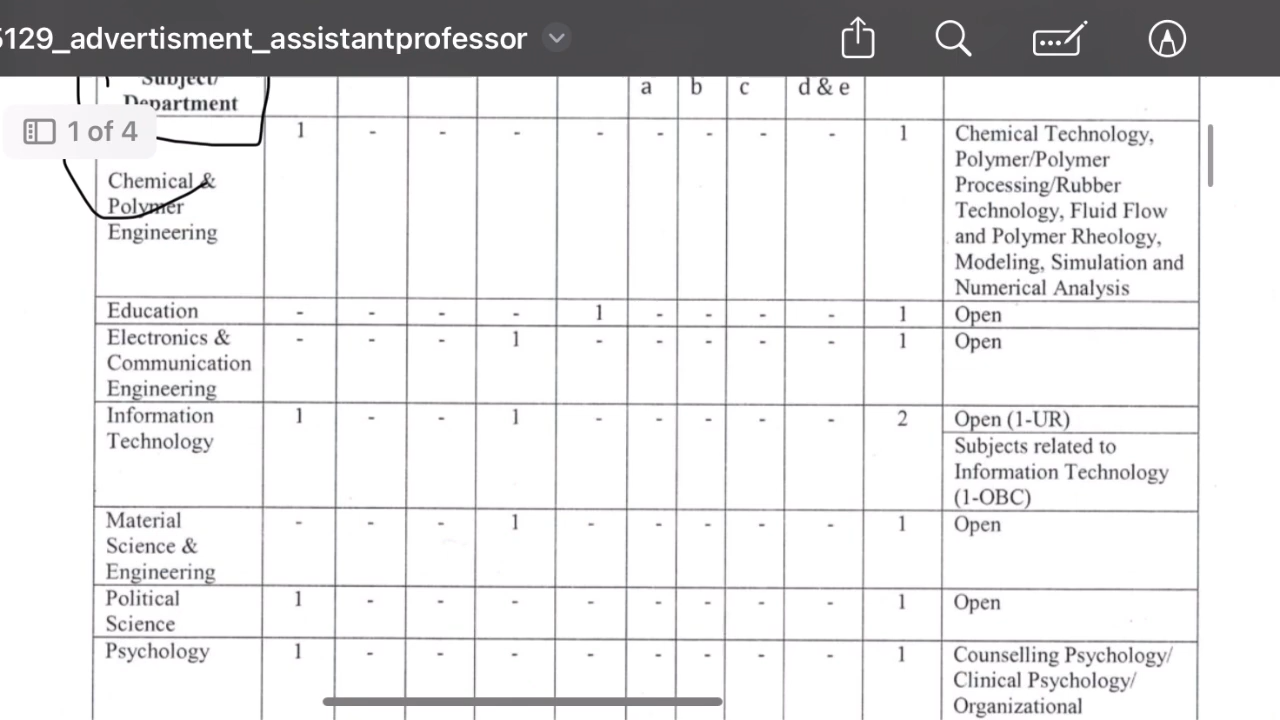 5129_advertisment_assistantprofessor
Subject/
Department
a b c d & e
1 of 4
Chemical &
Polymer
Engineering
1 - - - - - - - - 1
Chemical Technology,
Polymer/Polymer
Processing/Rubber
Technology, Fluid Flow
and Polymer Rheology,
Modeling, Simulation and
Numerical Analysis
Education - - - - 1 - - - - 1 Open
Electronics &
Communication
Engineering
- - - 1 - - - - - 1 Open
Information
Technology
1 - - 1 - - - - - 2
Open (1-UR)
Subjects related to
Information Technology
(1-OBC)
Material
Science &
Engineering
- - - 1 - - - - - 1 Open
Political
Science
1 - - - - - - - - 1 Open
Psychology 1 - - - - - - - - 1
Counselling Psychology/
Clinical Psychology/
Organizational